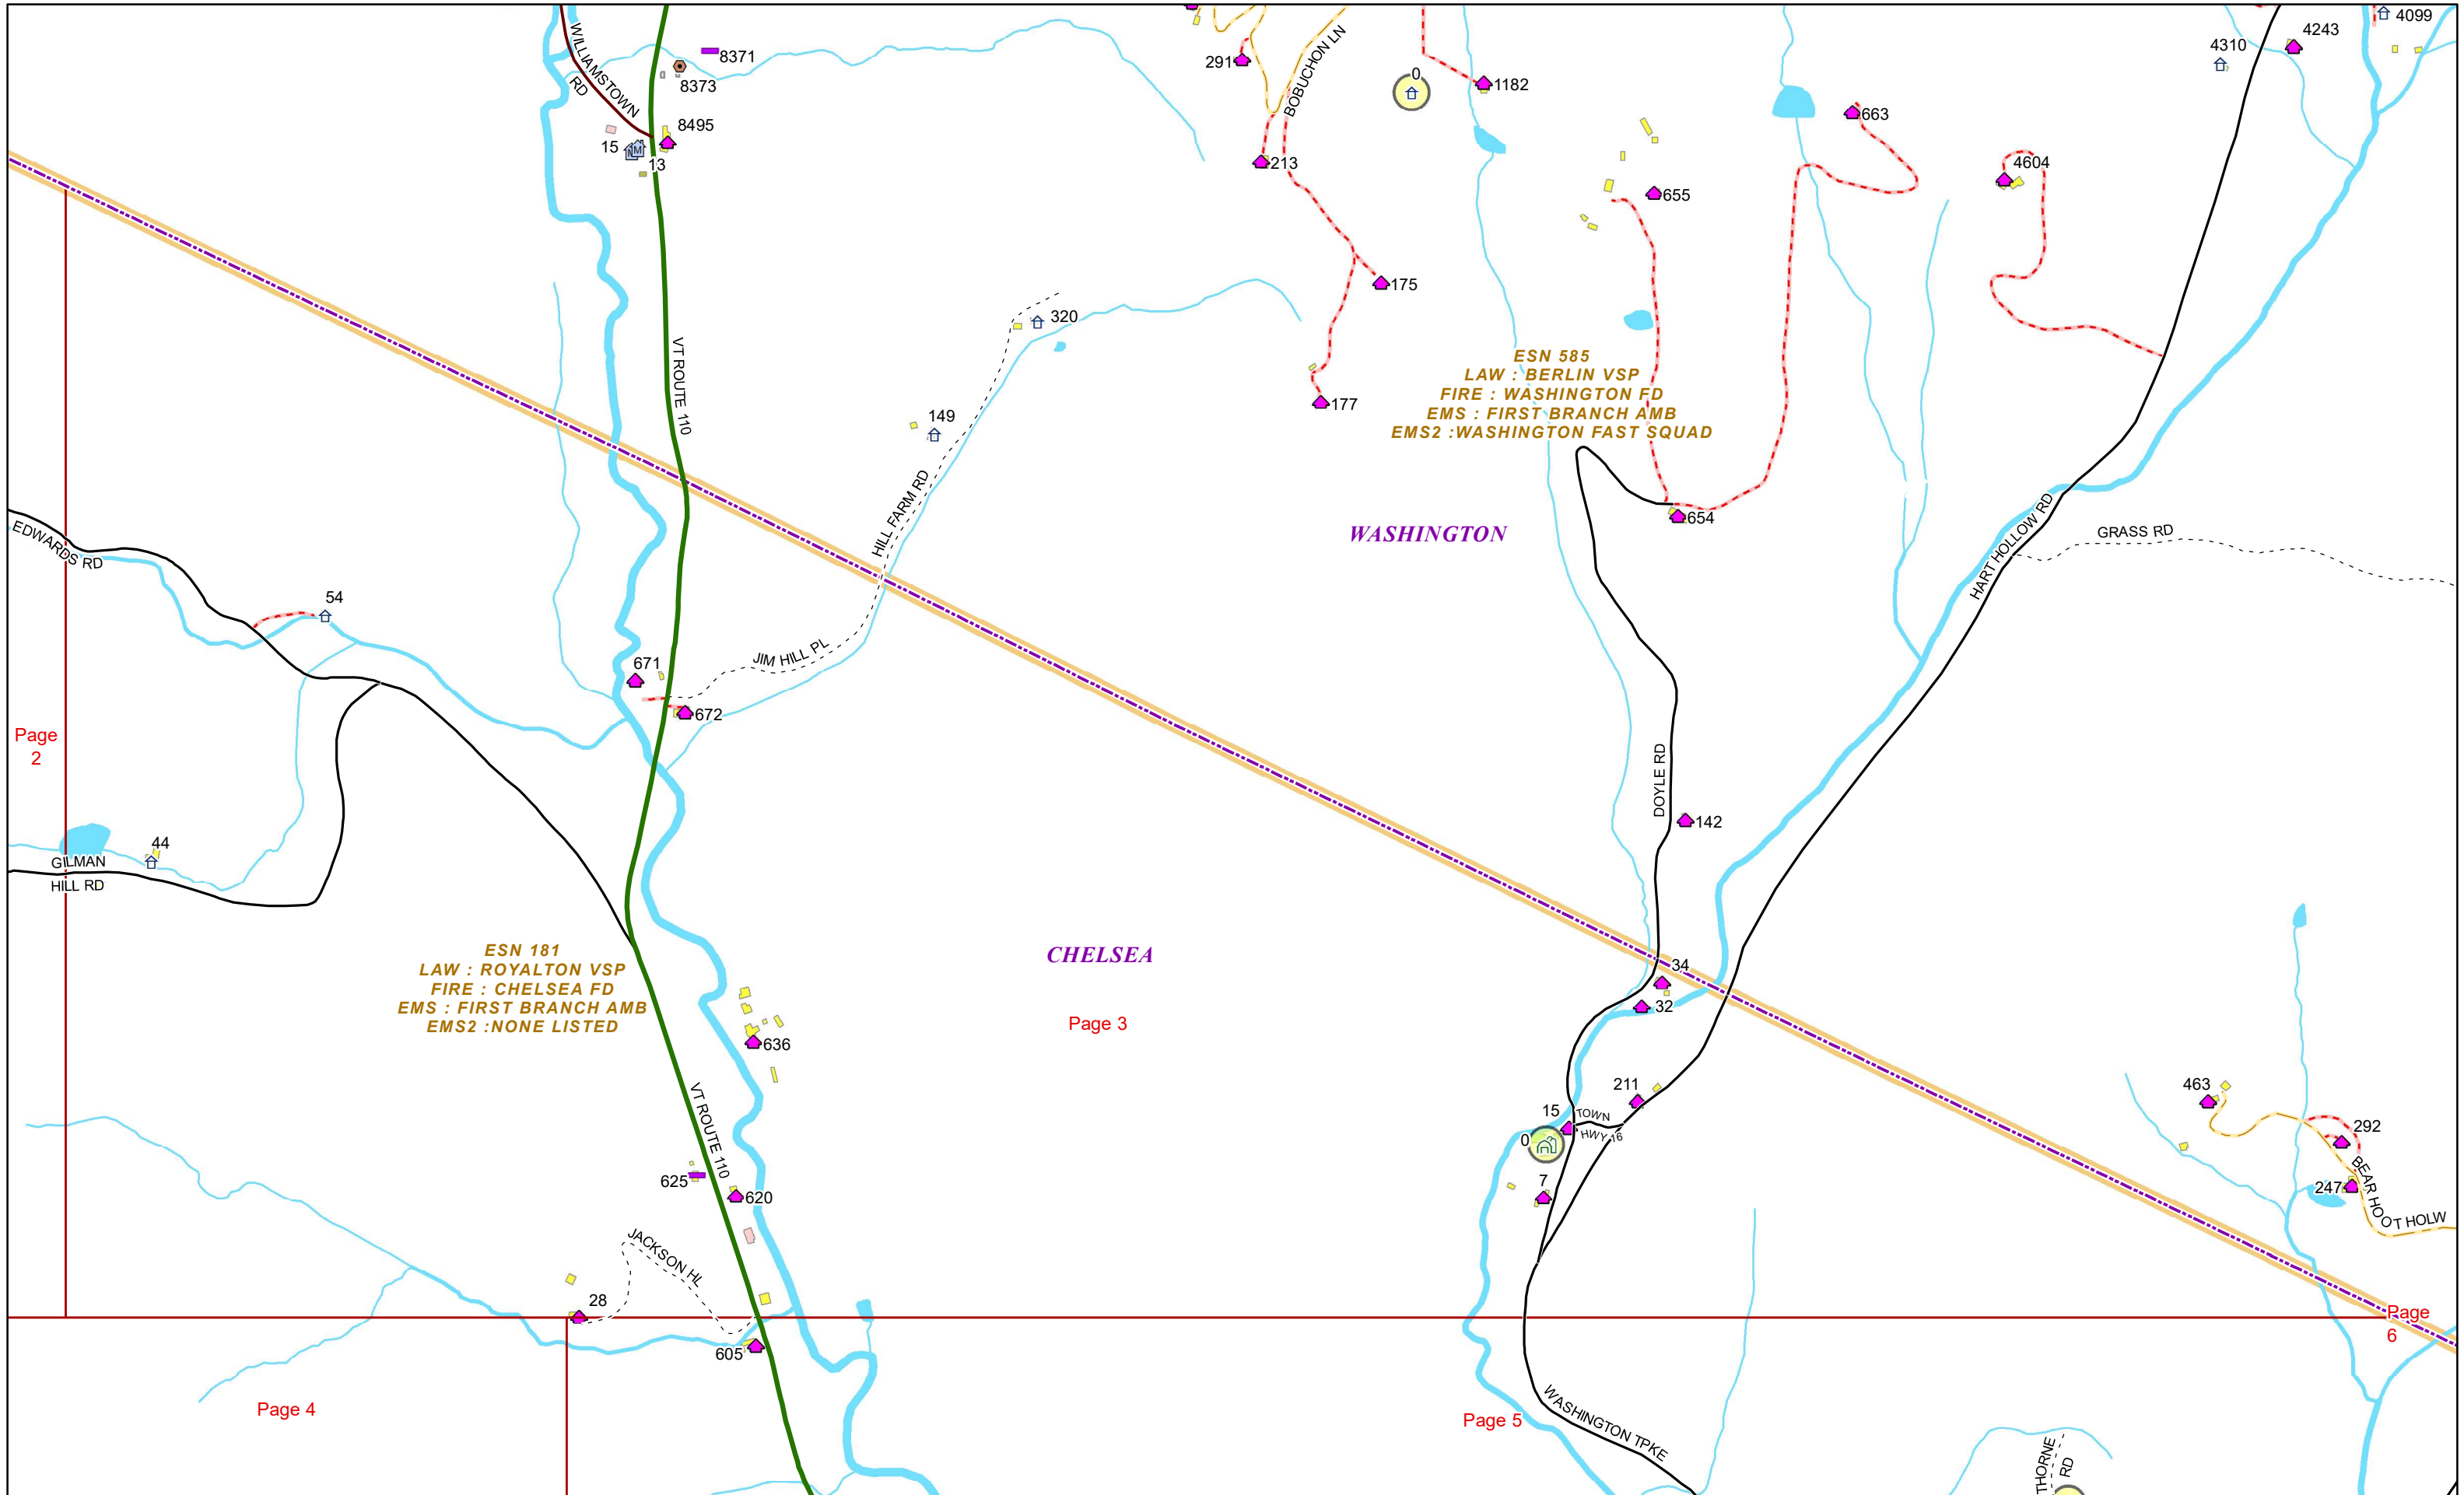 WILLIAMSTOWN
RD
8371
8373
8495
15
13
291
BOBUCHON LN
0
1182
213
175
177
663
655
4604
4310
4243
4099
VT ROUTE 110
320
149
HILL FARM RD
ESN 585
LAW : BERLIN VSP
FIRE : WASHINGTON FD
EMS : FIRST BRANCH AMB
EMS2 :WASHINGTON FAST SQUAD
WASHINGTON
654
HART HOLLOW RD
GRASS RD
EDWARDS RD
54
671
JIM HILL PL
672
Page
2
44
GILMAN
HILL RD
DOYLE RD
142
ESN 181
LAW : ROYALTON VSP
FIRE : CHELSEA FD
EMS : FIRST BRANCH AMB
EMS2 :NONE LISTED
CHELSEA
Page 3
34
32
636
VT ROUTE 110
211
15
TOWN
HWY 16
0
7
463
292
BEAR HOOT HOLW
247
625
620
JACKSON HL
28
605
Page
6
Page 4
Page 5
WASHINGTON TPKE
THORNE
RD